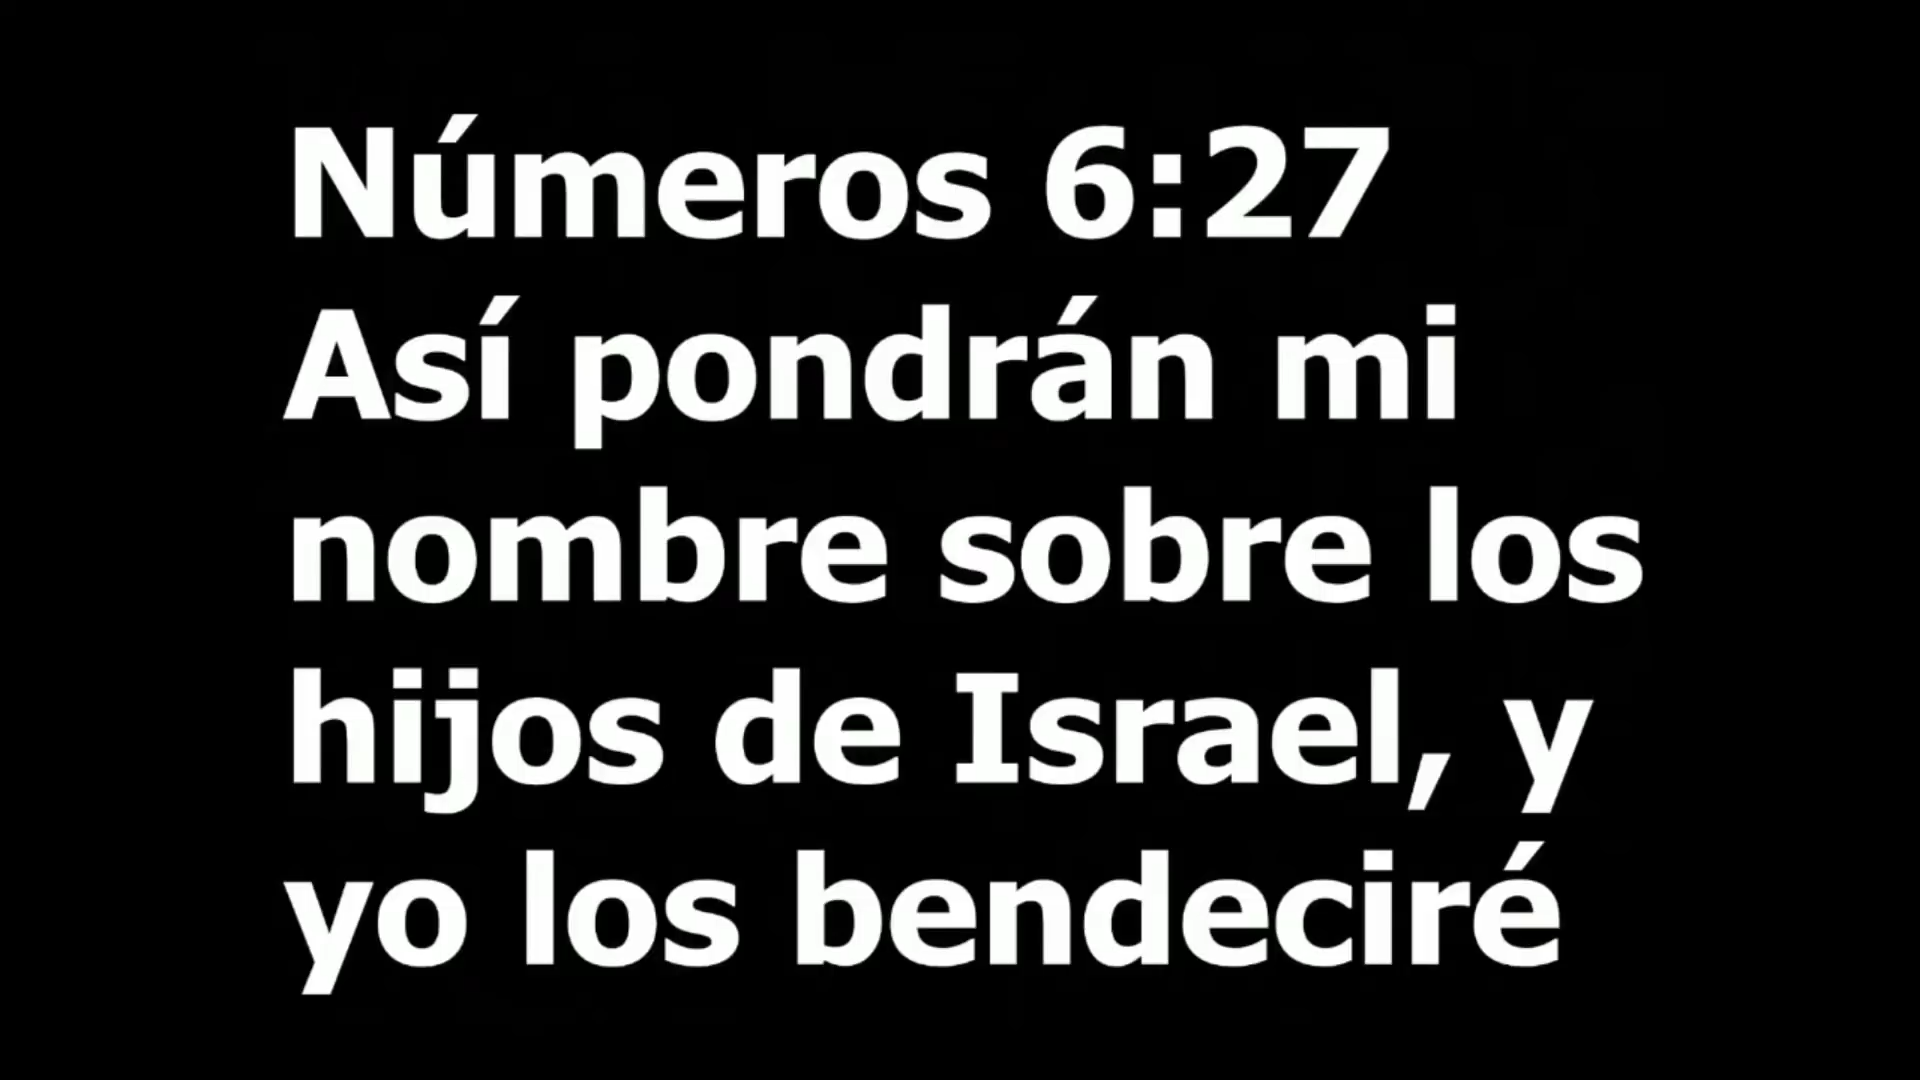 Números 6:27
Así pondrán mi
nombre sobre los
hijos de Israel, y
yo los bendeciré